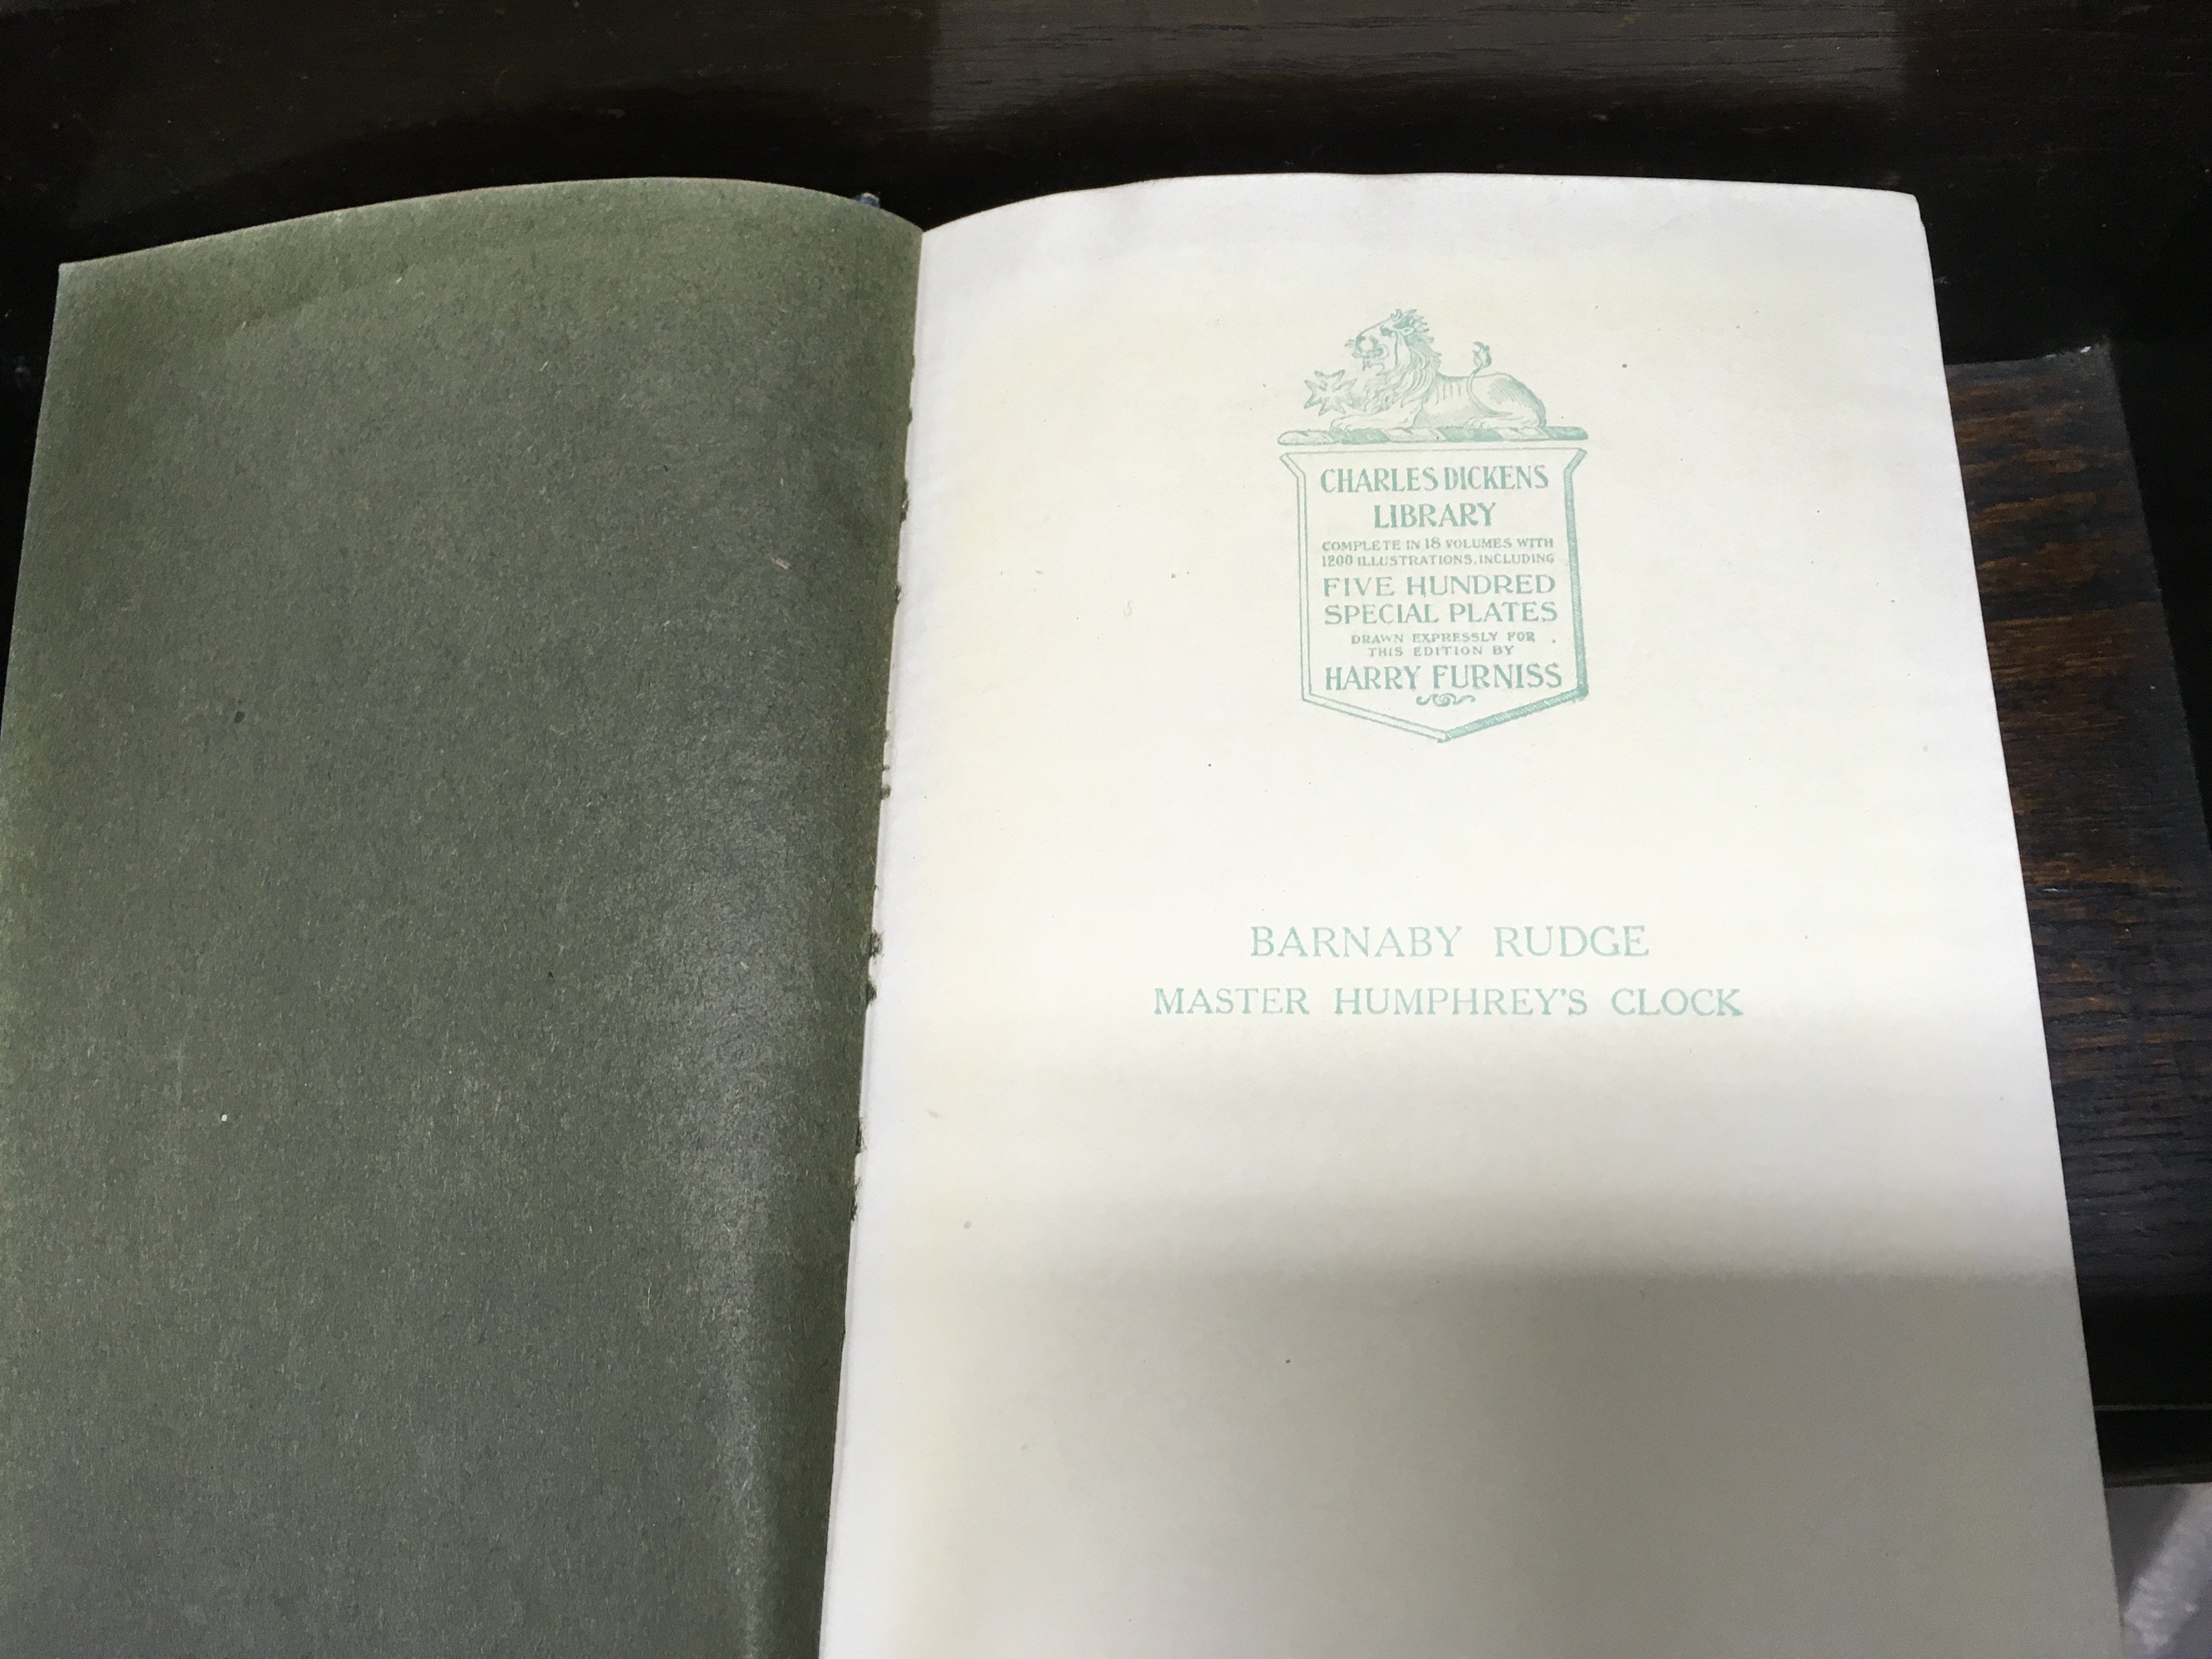 CHARLES DICKENS
LIBRARY
COMPLETE IN 18 VOLUMES WITH
1200 ILLUSTRATIONS, INCLUDING
FIVE HUNDRED
SPECIAL PLATES
DRAWN EXPRESSLY FOR
THIS EDITION BY
HARRY FURNISS
BARNABY RUDGE
MASTER HUMPHREY'S CLOCK